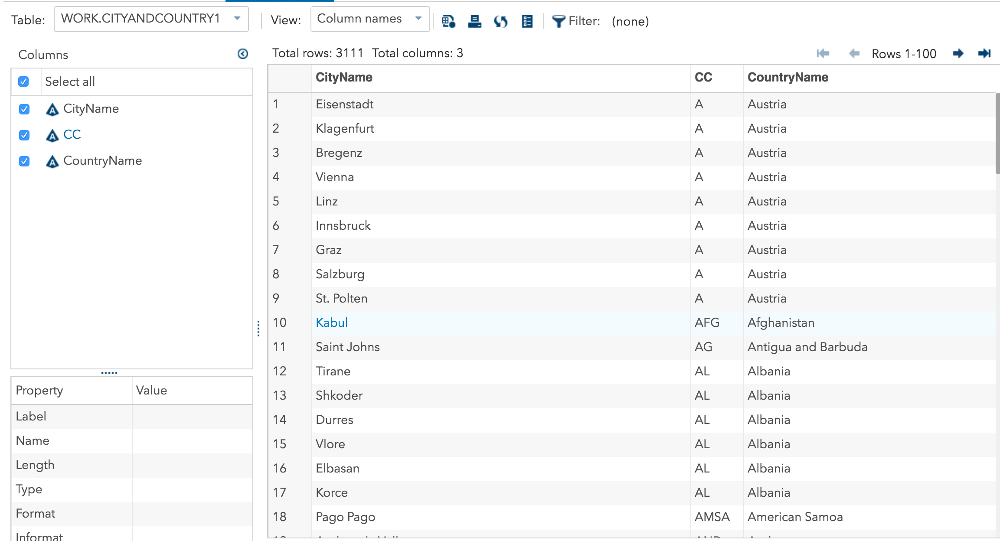 Table: WORK.CITYANDCOUNTRY1 View: Column names Filter: (none)
Columns
Select all
CityName
CC
CountryName
Property Value
Label
Name
Length
Type
Format
Informat
Total rows: 3111 Total columns: 3 Rows 1-100
CityName CC CountryName
1 Eisenstadt A Austria
2 Klagenfurt A Austria
3 Bregenz A Austria
4 Vienna A Austria
5 Linz A Austria
6 Innsbruck A Austria
7 Graz A Austria
8 Salzburg A Austria
9 St. Polten A Austria
10 Kabul AFG Afghanistan
11 Saint Johns AG Antigua and Barbuda
12 Tirane AL Albania
13 Shkoder AL Albania
14 Durres AL Albania
15 Vlore AL Albania
16 Elbasan AL Albania
17 Korce AL Albania
18 Pago Pago AMSA American Samoa